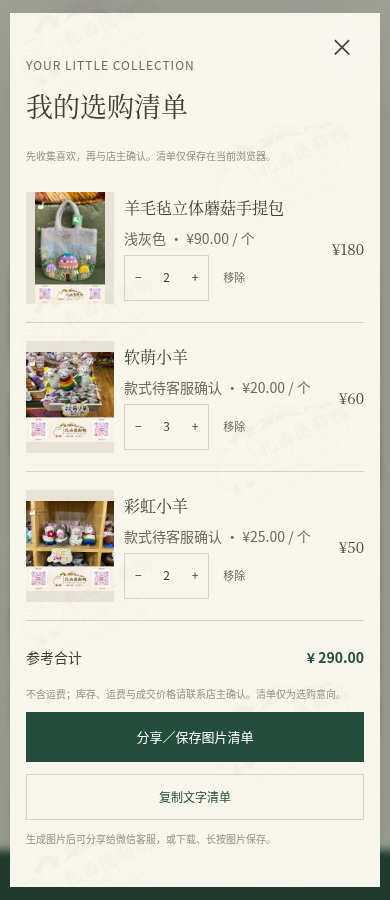 YOUR LITTLE COLLECTION
我的选购清单
先收集喜欢，再与店主确认。清单仅保存在当前浏览器。
羊毛毡立体蘑菇手提包
浅灰色 · ¥90.00 / 个
¥180
− 2 + 移除
软萌小羊
款式待客服确认 · ¥20.00 / 个
¥60
− 3 + 移除
彩虹小羊
款式待客服确认 · ¥25.00 / 个
¥50
− 2 + 移除
参考合计 ¥ 290.00
不含运费；库存、运费与成交价格请联系店主确认。清单仅为选购意向。
分享／保存图片清单
复制文字清单
生成图片后可分享给微信客服，或下载、长按图片保存。